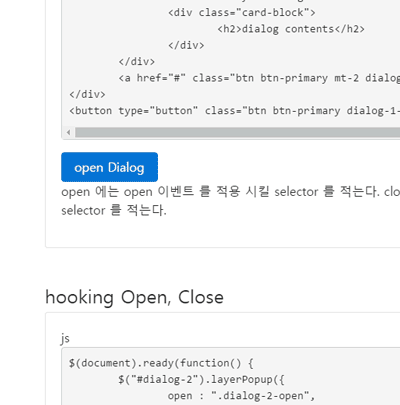 <div class="card-block">
<h2>dialog contents</h2>
</div>
</div>
<a href="#" class="btn btn-primary mt-2 dialog
</div>
<button type="button" class="btn btn-primary dialog-1-
open Dialog
open 에는 open 이벤트 를 적용 시킬 selector 를 적는다. clo
selector 를 적는다.
hooking Open, Close
js
$(document).ready(function() {
$("#dialog-2").layerPopup({
open : ".dialog-2-open",